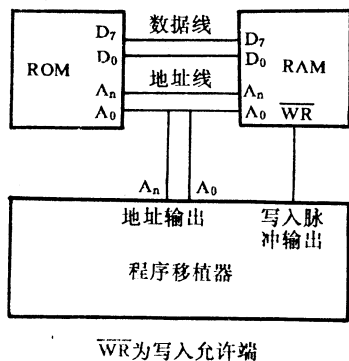 数据线
D7 D7
ROM D0 D0 RAM
地址线
An An
A0 A0 WR
An A0
地址输出 写入脉
冲输出
程序移植器
WR为写入允许端